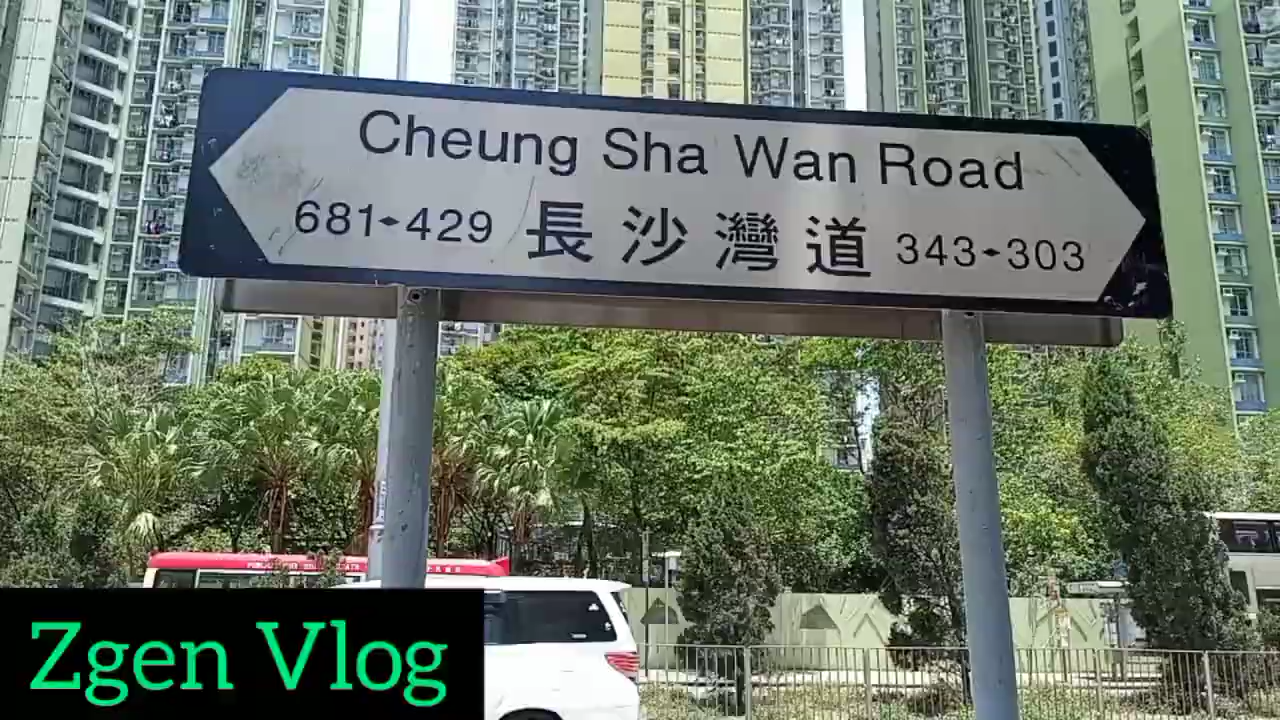 Cheung Sha Wan Road
681-429 長沙灣道 343-303
Zgen Vlog